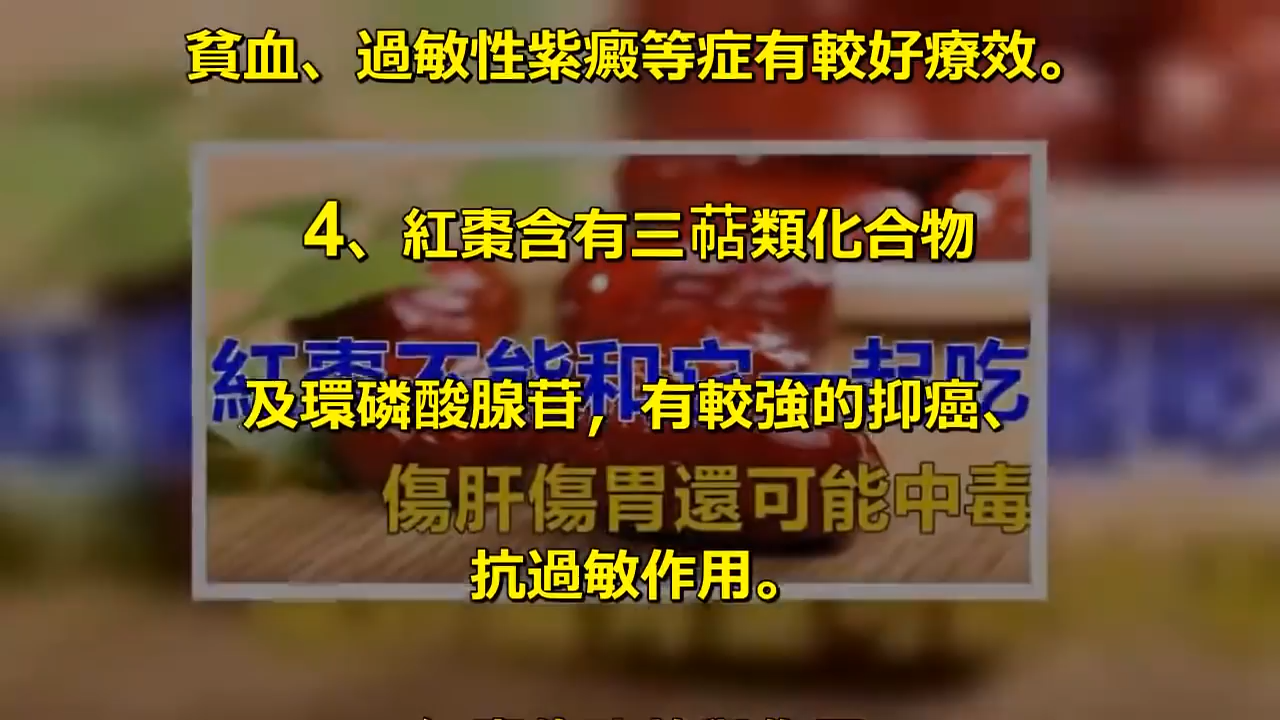 貧血、過敏性紫癜等症有較好療效。
4、紅棗含有三萜類化合物
紅棗不能和它一起吃
及環磷酸腺苷，有較強的抑癌、
傷肝傷胃還可能中毒
抗過敏作用。